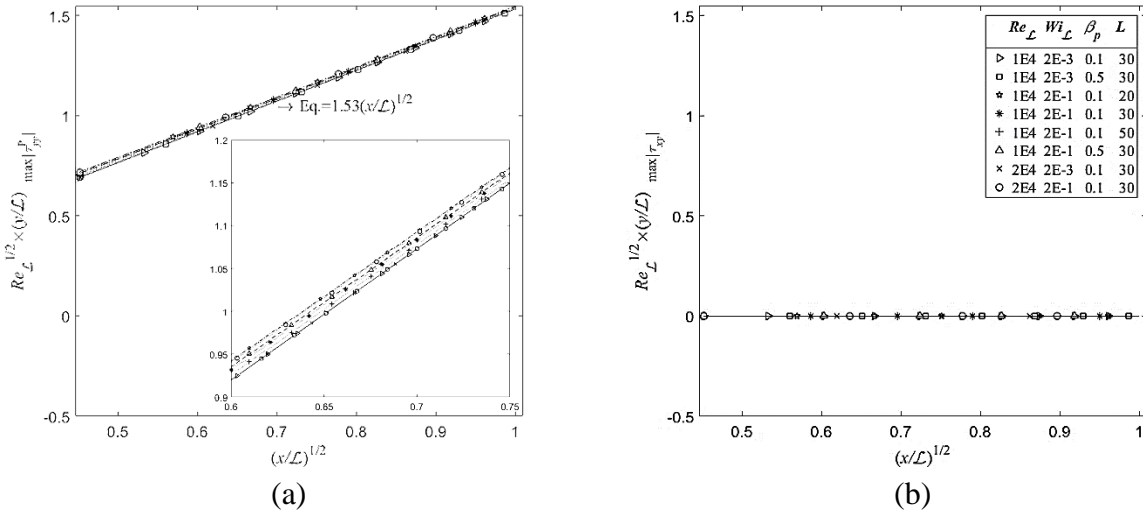 (a)
1.5
1
0.5
0
-0.5
Re_ℒ^{1/2}×(y/ℒ)_{max|τ^p_{xy}|}
→ Eq.=1.53(x/ℒ)^{1/2}
1.2
1.15
1.1
1.05
1
0.95
0.9
0.6 0.65 0.7 0.75
0.5 0.6 0.7 0.8 0.9 1
(x/ℒ)^{1/2}
(a)
(b)
1.5
1
0.5
0
-0.5
Re_ℒ^{1/2}×(y/ℒ)_{max|τ_{xy}|}
Re_ℒ Wi_ℒ β_p L
1E4 2E-3 0.1 30
1E4 2E-3 0.5 30
1E4 2E-1 0.1 20
1E4 2E-1 0.1 30
1E4 2E-1 0.1 50
1E4 2E-1 0.5 30
2E4 2E-3 0.1 30
2E4 2E-1 0.1 30
0.5 0.6 0.7 0.8 0.9 1
(x/ℒ)^{1/2}
(b)